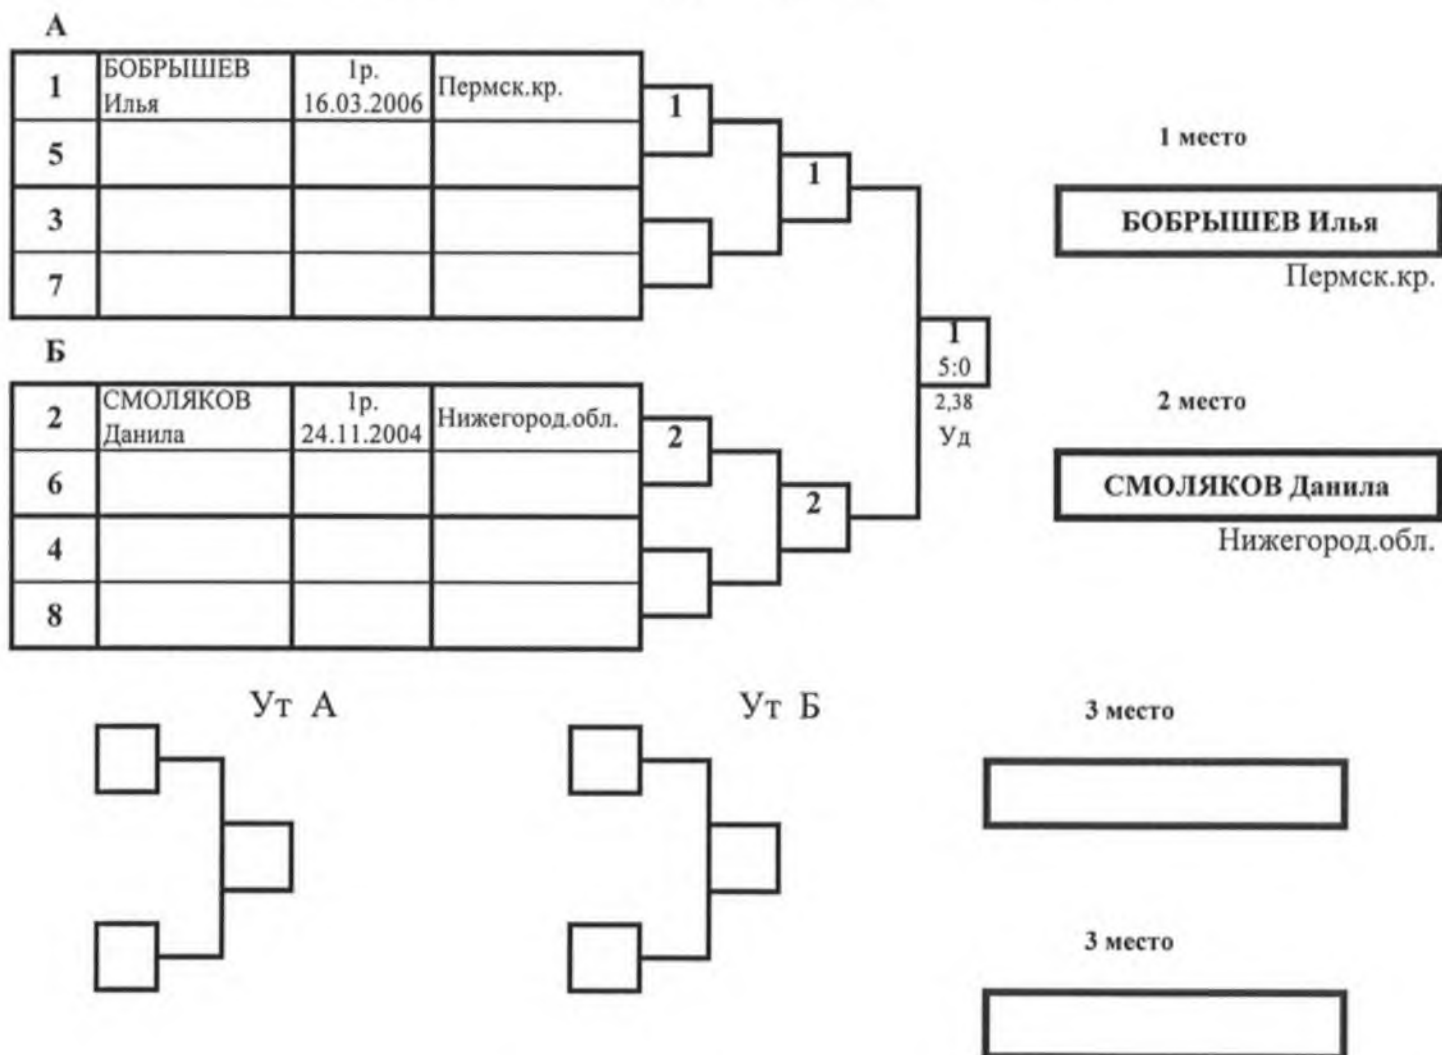 А
1 БОБРЫШЕВ Илья 1р. 16.03.2006 Пермск.кр.
5
3
7
1
1
Б
2 СМОЛЯКОВ Данила 1р. 24.11.2004 Нижегород.обл.
6
4
8
2
2
1
5:0
2,38
Уд
1 место
БОБРЫШЕВ Илья
Пермск.кр.
2 место
СМОЛЯКОВ Данила
Нижегород.обл.
Ут А
Ут Б
3 место
3 место